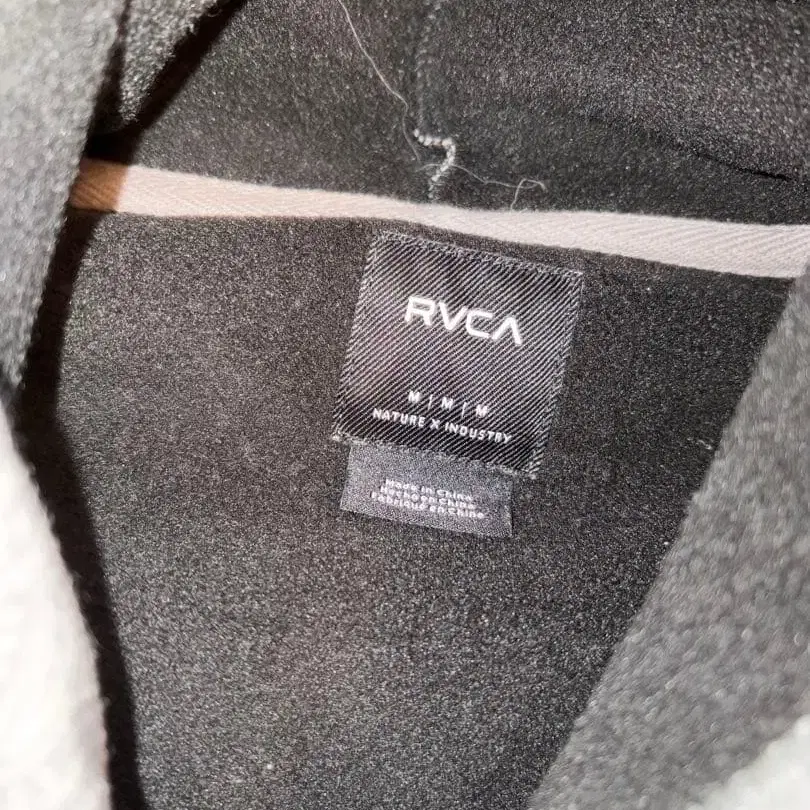 RVCA
M | M | M
NATURE X INDUSTRY
Made in China
Hecho en China
Fabriqué en Chine